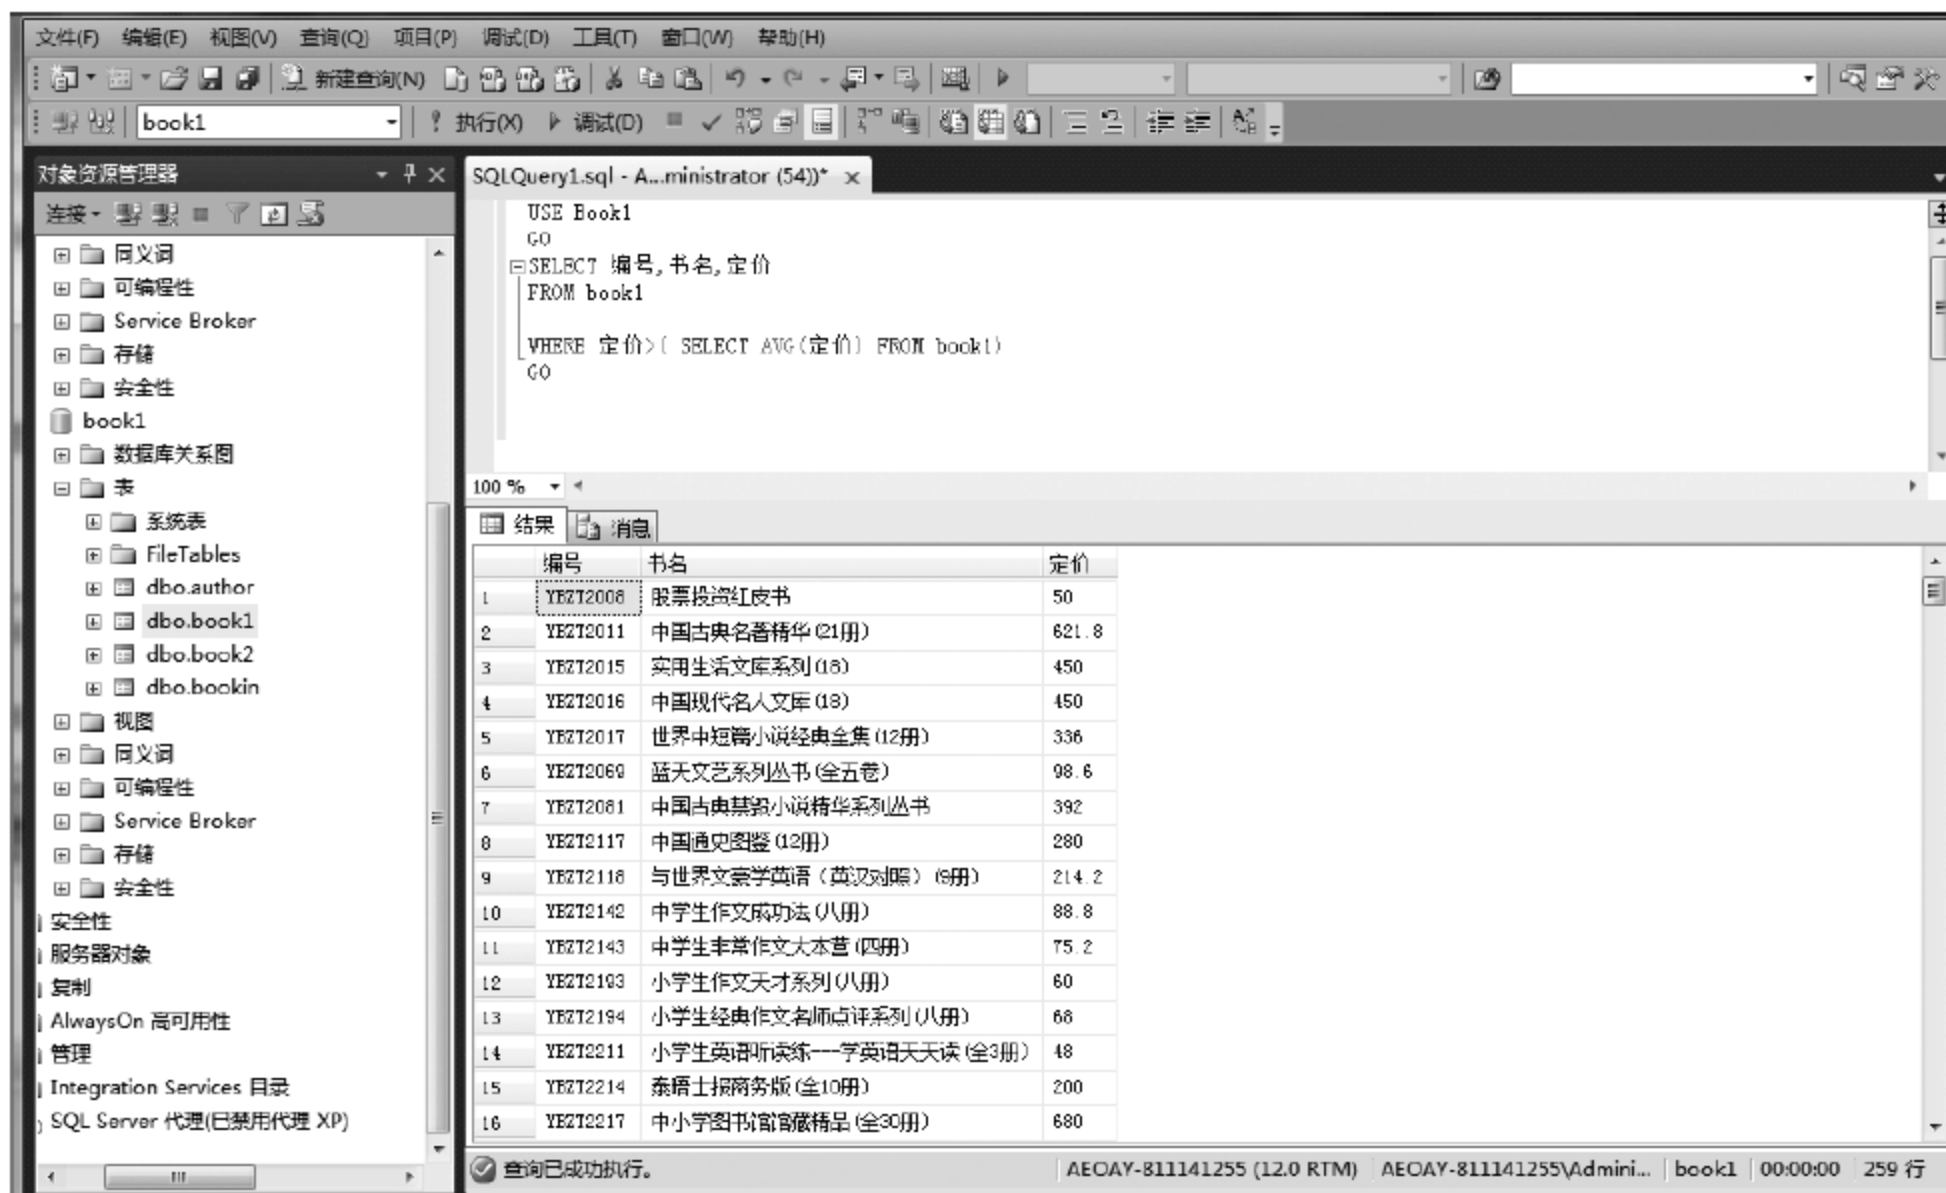 文件(F) 编辑(E) 视图(V) 查询(Q) 项目(P) 调试(D) 工具(T) 窗口(W) 帮助(H)
新建查询(N)
book1 执行(X) 调试(D)
对象资源管理器
连接
同义词
可编程性
Service Broker
存储
安全性
book1
数据库关系图
表
系统表
FileTables
dbo.author
dbo.book1
dbo.book2
dbo.bookin
视图
同义词
可编程性
Service Broker
存储
安全性
安全性
服务器对象
复制
AlwaysOn 高可用性
管理
Integration Services 目录
SQL Server 代理(已禁用代理 XP)
SQLQuery1.sql - A...ministrator (54))*
USE Book1
GO
SELECT 编号,书名,定价
FROM book1
WHERE 定价>( SELECT AVG(定价) FROM book1)
GO
100 %
结果 消息
编号 书名 定价
1 YBZT2008 股票投资红皮书 50
2 YBZT2011 中国古典名著精华(21册) 621.8
3 YBZT2015 实用生活文库系列(18) 450
4 YBZT2016 中国现代名人文库(18) 450
5 YBZT2017 世界中短篇小说经典全集(12册) 336
6 YBZT2069 蓝天文艺系列丛书(全五卷) 98.6
7 YBZT2081 中国古典禁毁小说精华系列丛书 392
8 YBZT2117 中国通史图鉴(12册) 280
9 YBZT2118 与世界文豪学英语（英汉对照）(9册) 214.2
10 YBZT2142 中学生作文成功法(八册) 88.8
11 YBZT2143 中学生非常作文大本营(四册) 75.2
12 YBZT2193 小学生作文天才系列(八册) 60
13 YBZT2194 小学生经典作文名师点评系列(八册) 68
14 YBZT2211 小学生英语听读练---学英语天天读(全3册) 48
15 YBZT2214 泰晤士报商务版(全10册) 200
16 YBZT2217 中小学图书馆馆藏精品(全30册) 680
查询已成功执行。 AEOAY-811141255 (12.0 RTM) AEOAY-811141255\Admini... book1 00:00:00 259 行